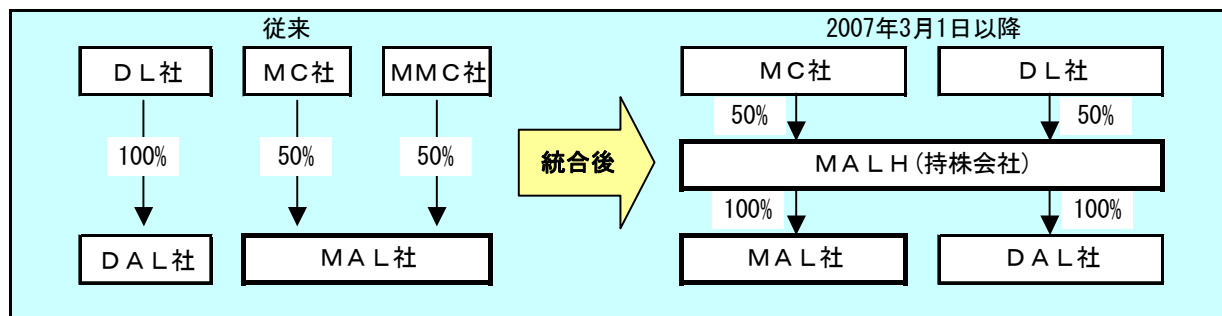 従来
2007年3月1日以降
ＤＬ社
ＭＣ社
ＭＭＣ社
100%
50%
50%
ＤＡＬ社
ＭＡＬ社
統合後
ＭＣ社
ＤＬ社
50%
50%
ＭＡＬＨ(持株会社)
100%
100%
ＭＡＬ社
ＤＡＬ社